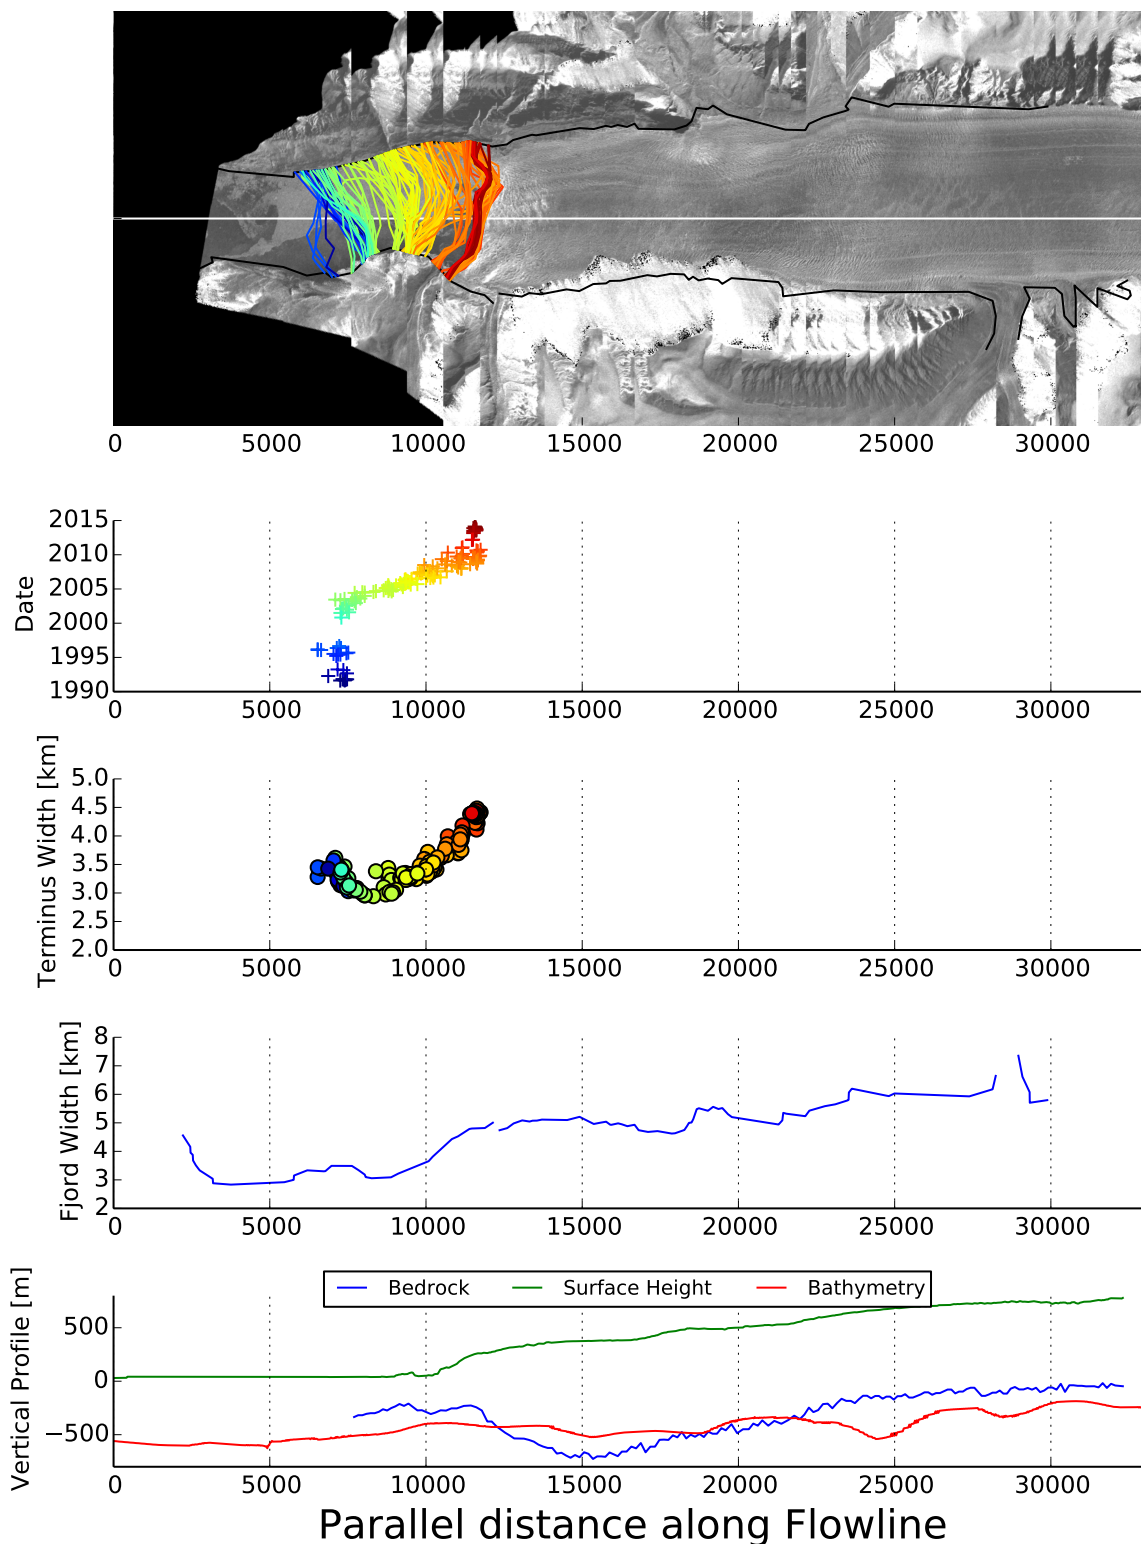 0 5000 10000 15000 20000 25000 30000
Date
2015
2010
2005
2000
1995
1990
0 5000 10000 15000 20000 25000 30000
Terminus Width [km]
5.0
4.5
4.0
3.5
3.0
2.5
2.0
0 5000 10000 15000 20000 25000 30000
Fjord Width [km]
8
7
6
5
4
3
2
0 5000 10000 15000 20000 25000 30000
Vertical Profile [m]
Bedrock Surface Height Bathymetry
500
0
−500
0 5000 10000 15000 20000 25000 30000
Parallel distance along Flowline